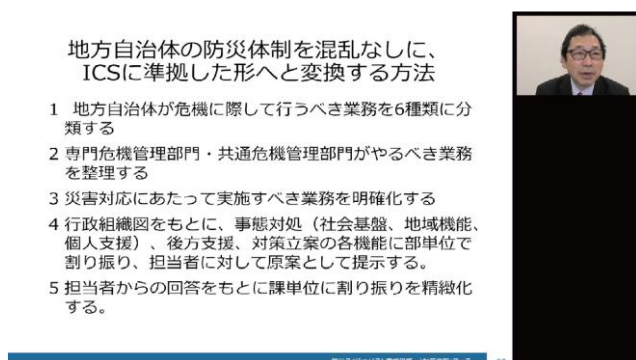 地方自治体の防災体制を混乱なしに、
ICSに準拠した形へと変換する方法
1 地方自治体が危機に際して行うべき業務を6種類に分
類する
2 専門危機管理部門・共通危機管理部門がやるべき業務
を整理する
3 災害対応にあたって実施すべき業務を明確化する
4 行政組織図をもとに、事態対処（社会基盤、地域機能、
個人支援）、後方支援、対策立案の各機能に部単位で
割り振り、担当者に対して原案として提示する。
5 担当者からの回答をもとに課単位に割り振りを精緻化
する。